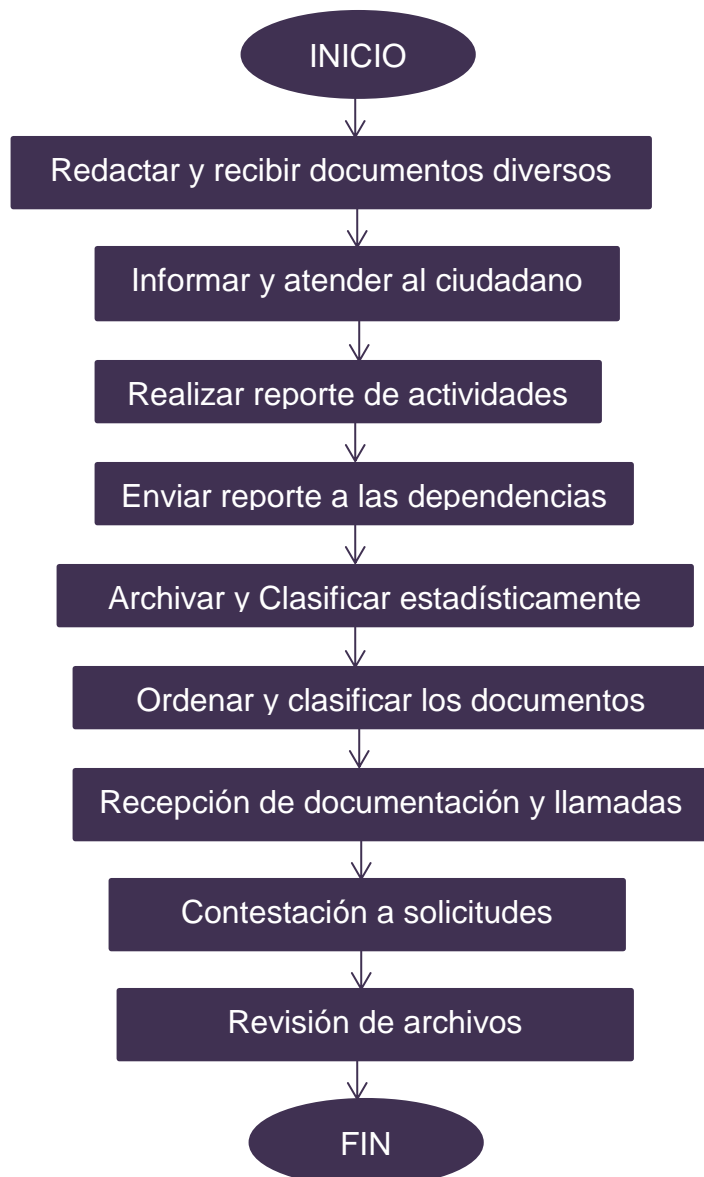 INICIO
Redactar y recibir documentos diversos
Informar y atender al ciudadano
Realizar reporte de actividades
Enviar reporte a las dependencias
Archivar y Clasificar estadísticamente
Ordenar y clasificar los documentos
Recepción de documentación y llamadas
Contestación a solicitudes
Revisión de archivos
FIN